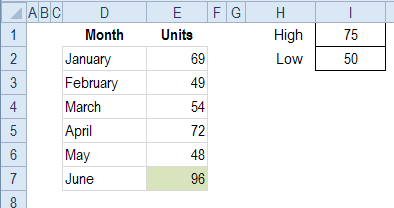 A B C D E F G H I
1 Month Units High 75
2 January 69 Low 50
3 February 49
4 March 54
5 April 72
6 May 48
7 June 96
8